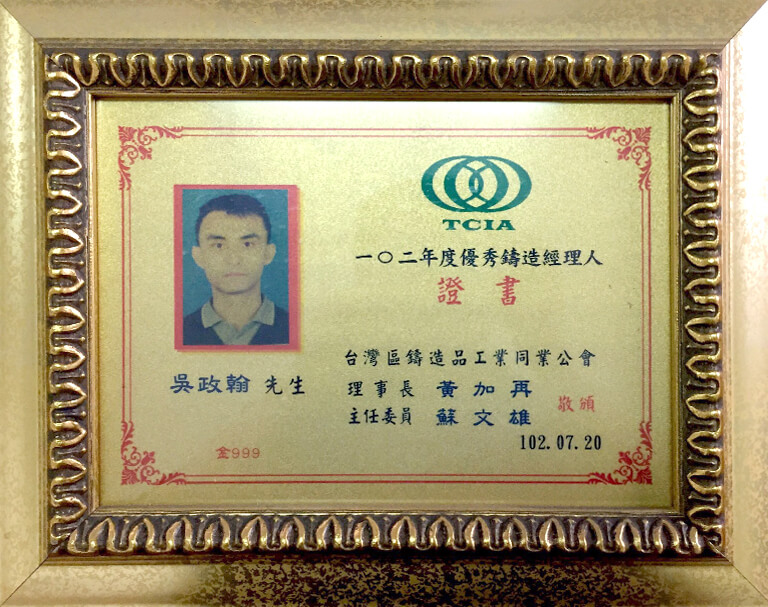 TCIA
一〇二年度優秀鑄造經理人
證書
台灣區鑄造品工業同業公會
理事長 黃加再
主任委員 蘇文雄
敬頒
102.07.20
吳政翰 先生
金999